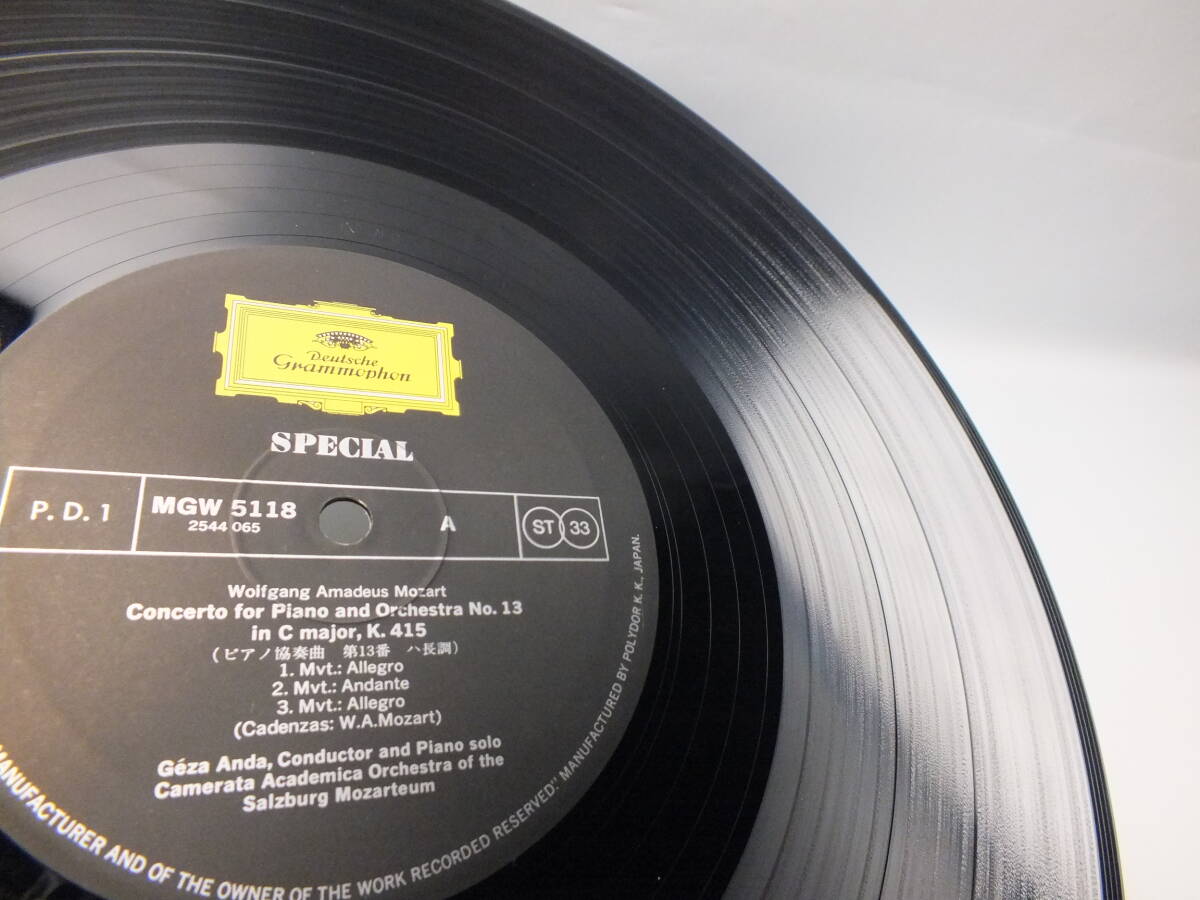 Deutsche
Grammophon
SPECIAL
P. D. 1
MGW 5118
2544 065
A
ST 33
Wolfgang Amadeus Mozart
Concerto for Piano and Orchestra No. 13
in C major, K. 415
(ピアノ協奏曲 第13番 ハ長調)
1. Mvt.: Allegro
2. Mvt.: Andante
3. Mvt.: Allegro
(Cadenzas: W.A.Mozart)
Géza Anda, Conductor and Piano solo
Camerata Academica Orchestra of the
Salzburg Mozarteum
MANUFACTURER AND OF THE OWNER OF THE WORK RECORDED RESERVED". MANUFACTURED BY POLYDOR K. K., JAPAN.